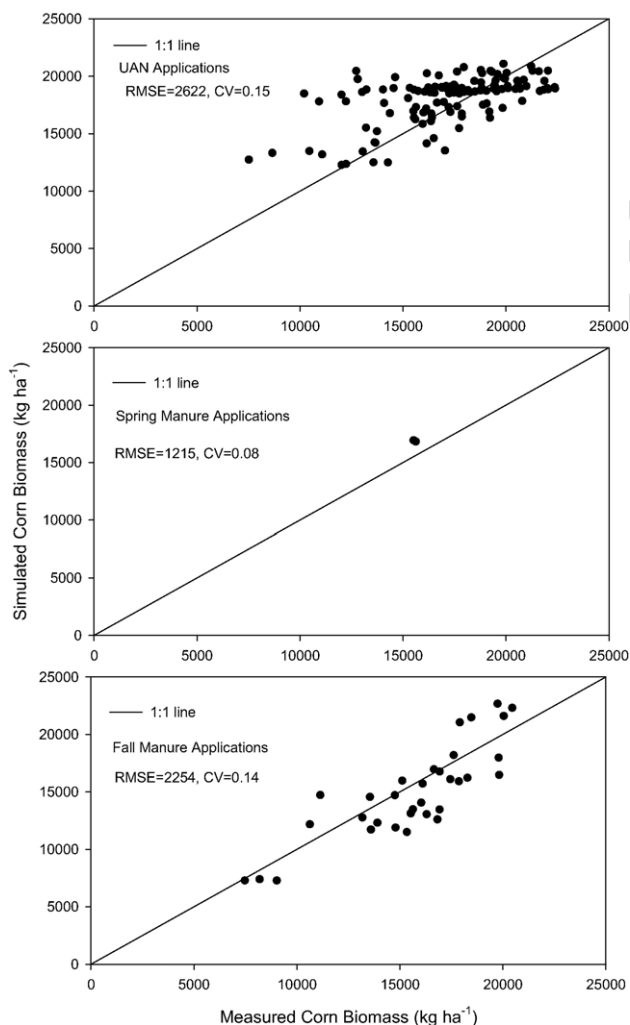 25000
20000
15000
10000
5000
0
1:1 line
UAN Applications
RMSE=2622, CV=0.15
0 5000 10000 15000 20000 25000
Simulated Corn Biomass (kg ha⁻¹)
25000
20000
15000
10000
5000
0
1:1 line
Spring Manure Applications
RMSE=1215, CV=0.08
0 5000 10000 15000 20000 25000
25000
20000
15000
10000
5000
0
1:1 line
Fall Manure Applications
RMSE=2254, CV=0.14
0 5000 10000 15000 20000 25000
Measured Corn Biomass (kg ha⁻¹)